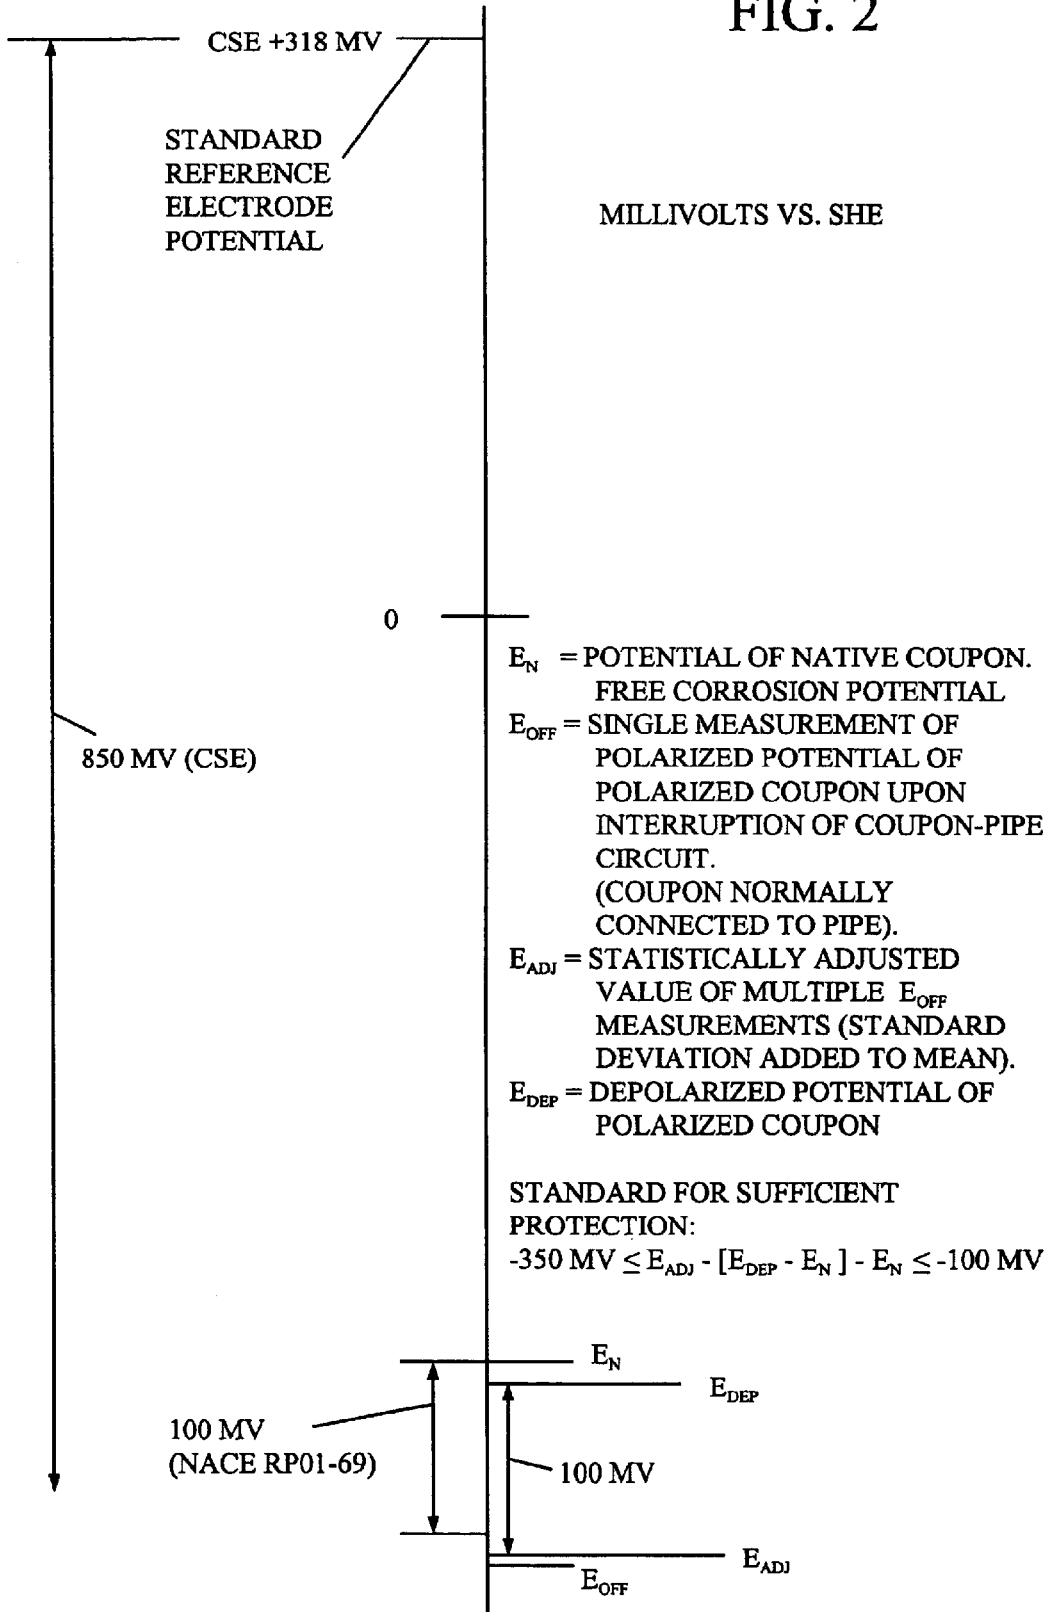 FIG. 2
CSE +318 MV
STANDARD
REFERENCE
ELECTRODE
POTENTIAL
MILLIVOLTS VS. SHE
0
E_N = POTENTIAL OF NATIVE COUPON.
FREE CORROSION POTENTIAL
E_OFF = SINGLE MEASUREMENT OF
POLARIZED POTENTIAL OF
POLARIZED COUPON UPON
INTERRUPTION OF COUPON-PIPE
CIRCUIT.
(COUPON NORMALLY
CONNECTED TO PIPE).
E_ADJ = STATISTICALLY ADJUSTED
VALUE OF MULTIPLE E_OFF
MEASUREMENTS (STANDARD
DEVIATION ADDED TO MEAN).
E_DEP = DEPOLARIZED POTENTIAL OF
POLARIZED COUPON
850 MV (CSE)
STANDARD FOR SUFFICIENT
PROTECTION:
-350 MV ≤ E_ADJ - [E_DEP - E_N ] - E_N ≤ -100 MV
E_N
E_DEP
100 MV
(NACE RP01-69)
100 MV
E_ADJ
E_OFF